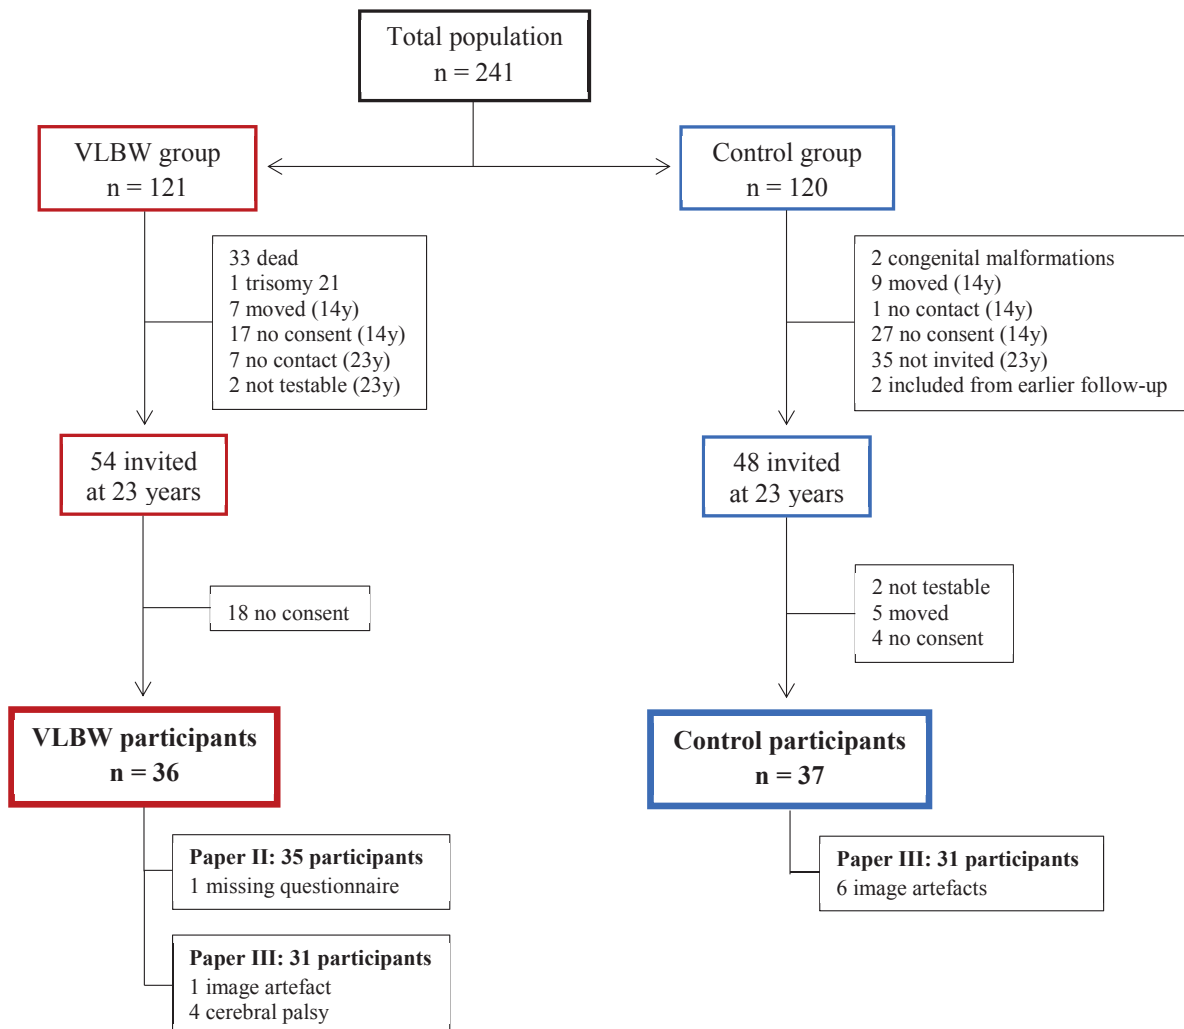 Total population
n = 241
VLBW group
n = 121
Control group
n = 120
33 dead
1 trisomy 21
7 moved (14y)
17 no consent (14y)
7 no contact (23y)
2 not testable (23y)
2 congenital malformations
9 moved (14y)
1 no contact (14y)
27 no consent (14y)
35 not invited (23y)
2 included from earlier follow-up
54 invited
at 23 years
48 invited
at 23 years
18 no consent
2 not testable
5 moved
4 no consent
VLBW participants
n = 36
Control participants
n = 37
Paper II: 35 participants
1 missing questionnaire
Paper III: 31 participants
6 image artefacts
Paper III: 31 participants
1 image artefact
4 cerebral palsy